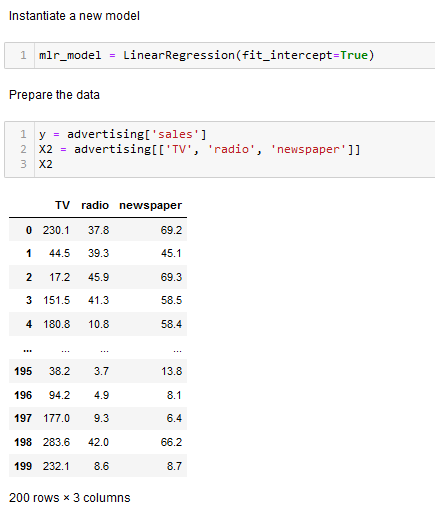 Instantiate a new model
1 mlr_model = LinearRegression(fit_intercept=True)
Prepare the data
1 y = advertising['sales']
2 X2 = advertising[['TV', 'radio', 'newspaper']]
3 X2
TV radio newspaper
0 230.1 37.8 69.2
1 44.5 39.3 45.1
2 17.2 45.9 69.3
3 151.5 41.3 58.5
4 180.8 10.8 58.4
... ... ... ...
195 38.2 3.7 13.8
196 94.2 4.9 8.1
197 177.0 9.3 6.4
198 283.6 42.0 66.2
199 232.1 8.6 8.7
200 rows × 3 columns